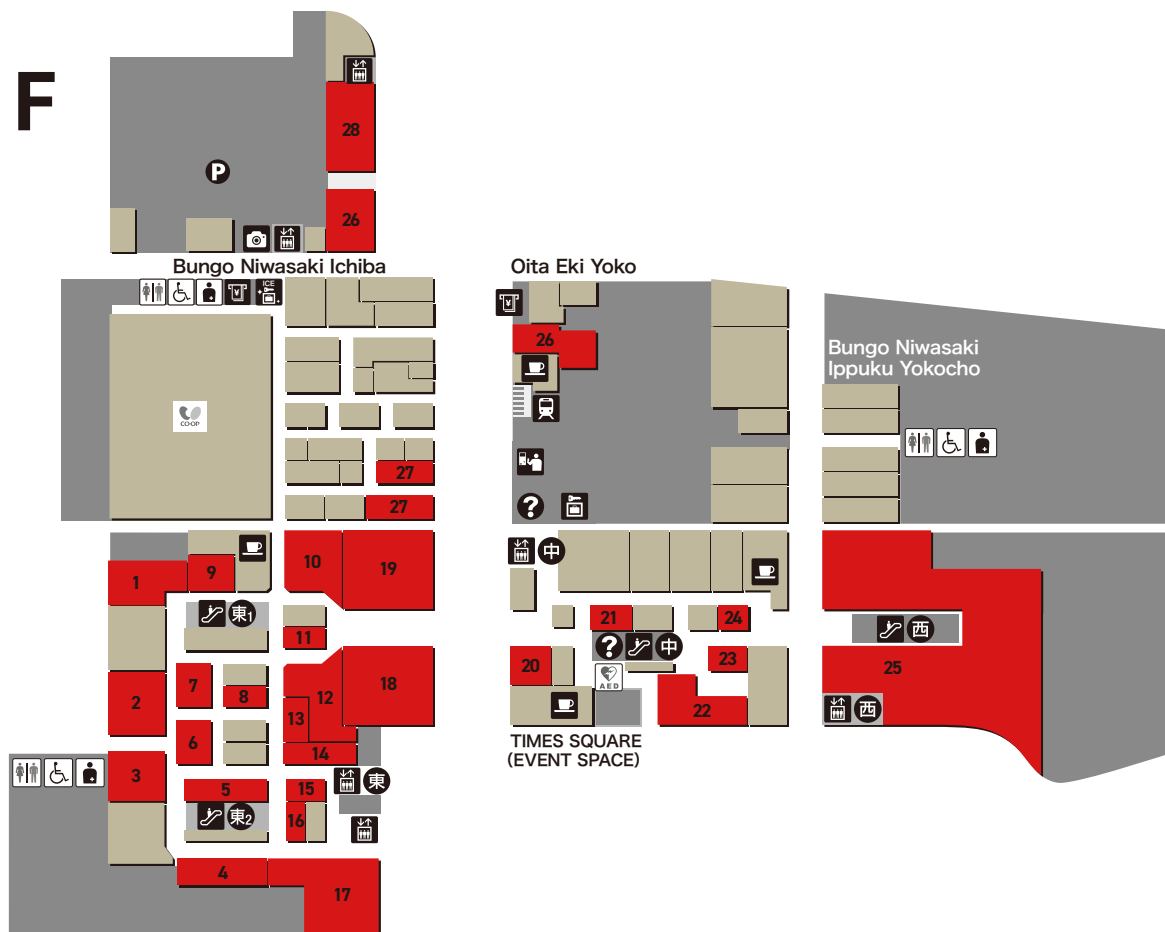 F
28
P
26
Bungo Niwasaki Ichiba
Oita Eki Yoko
ICE
¥
¥
26
Bungo Niwasaki
Ippuku Yokocho
CO·OP
27
27
?
中
1
9
10
19
東1
11
21
24
西
?
中
20
23
25
AED
2
7
8
12
18
13
22
西
6
14
TIMES SQUARE
(EVENT SPACE)
3
5
15
東
東2
16
4
17